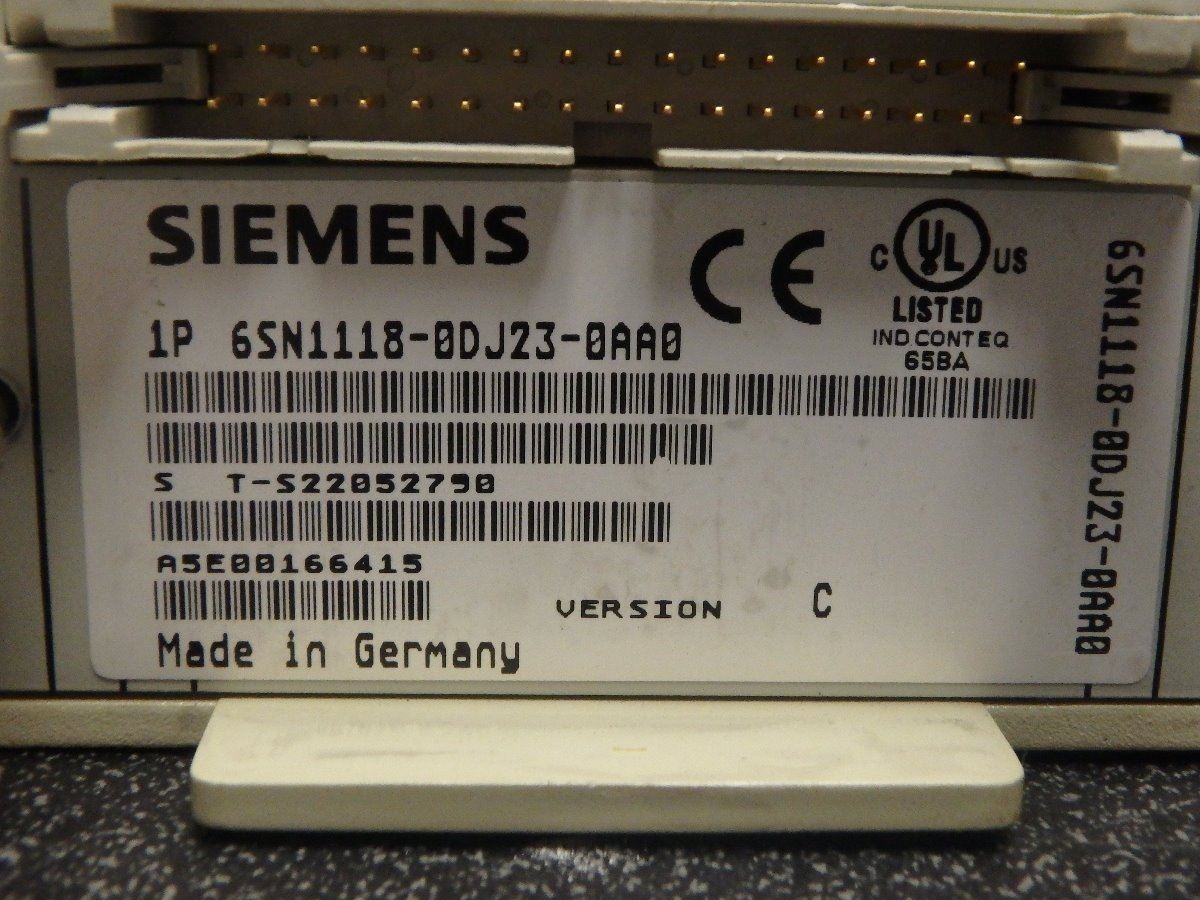 SIEMENS
CE
C UL US
LISTED
IND CONT EQ
65BA
1P 6SN1118-0DJ23-0AA0
S T-S22052790
A5E00166415
VERSION C
Made in Germany
6SN1118-0DJ23-0AA0